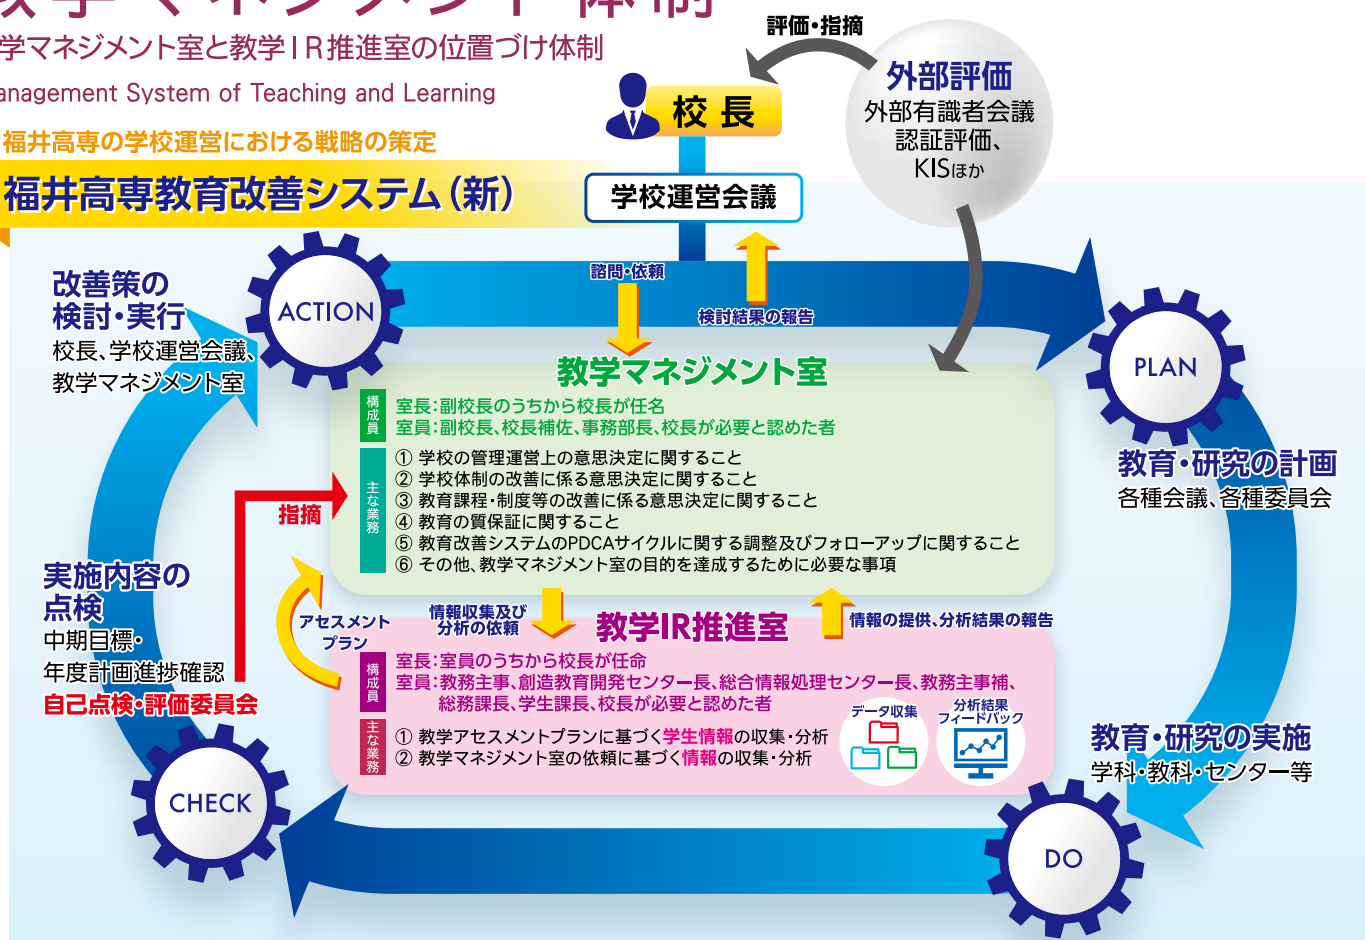 教学マネジメント体制
学マネジメント室と教学IR推進室の位置づけ体制
anagement System of Teaching and Learning
福井高専の学校運営における戦略の策定
福井高専教育改善システム（新）
評価・指摘
校長
学校運営会議
外部評価
外部有識者会議
認証評価、
KISほか
諮問・依頼
検討結果の報告
ACTION
改善策の
検討・実行
校長、学校運営会議、
教学マネジメント室
PLAN
教育・研究の計画
各種会議、各種委員会
教学マネジメント室
構成員
室長：副校長のうちから校長が任名
室員：副校長、校長補佐、事務部長、校長が必要と認めた者
主な業務
① 学校の管理運営上の意思決定に関すること
② 学校体制の改善に係る意思決定に関すること
③ 教育課程・制度等の改善に係る意思決定に関すること
④ 教育の質保証に関すること
⑤ 教育改善システムのPDCAサイクルに関する調整及びフォローアップに関すること
⑥ その他、教学マネジメント室の目的を達成するために必要な事項
指摘
実施内容の
点検
中期目標・
年度計画進捗確認
自己点検・評価委員会
アセスメント
プラン
情報収集及び
分析の依頼
教学IR推進室
情報の提供、分析結果の報告
構成員
室長：室員のうちから校長が任命
室員：教務主事、創造教育開発センター長、総合情報処理センター長、教務主事補、
総務課長、学生課長、校長が必要と認めた者
主な業務
① 教学アセスメントプランに基づく学生情報の収集・分析
② 教学マネジメント室の依頼に基づく情報の収集・分析
データ収集
分析結果
フィードバック
教育・研究の実施
学科・教科・センター等
CHECK
DO